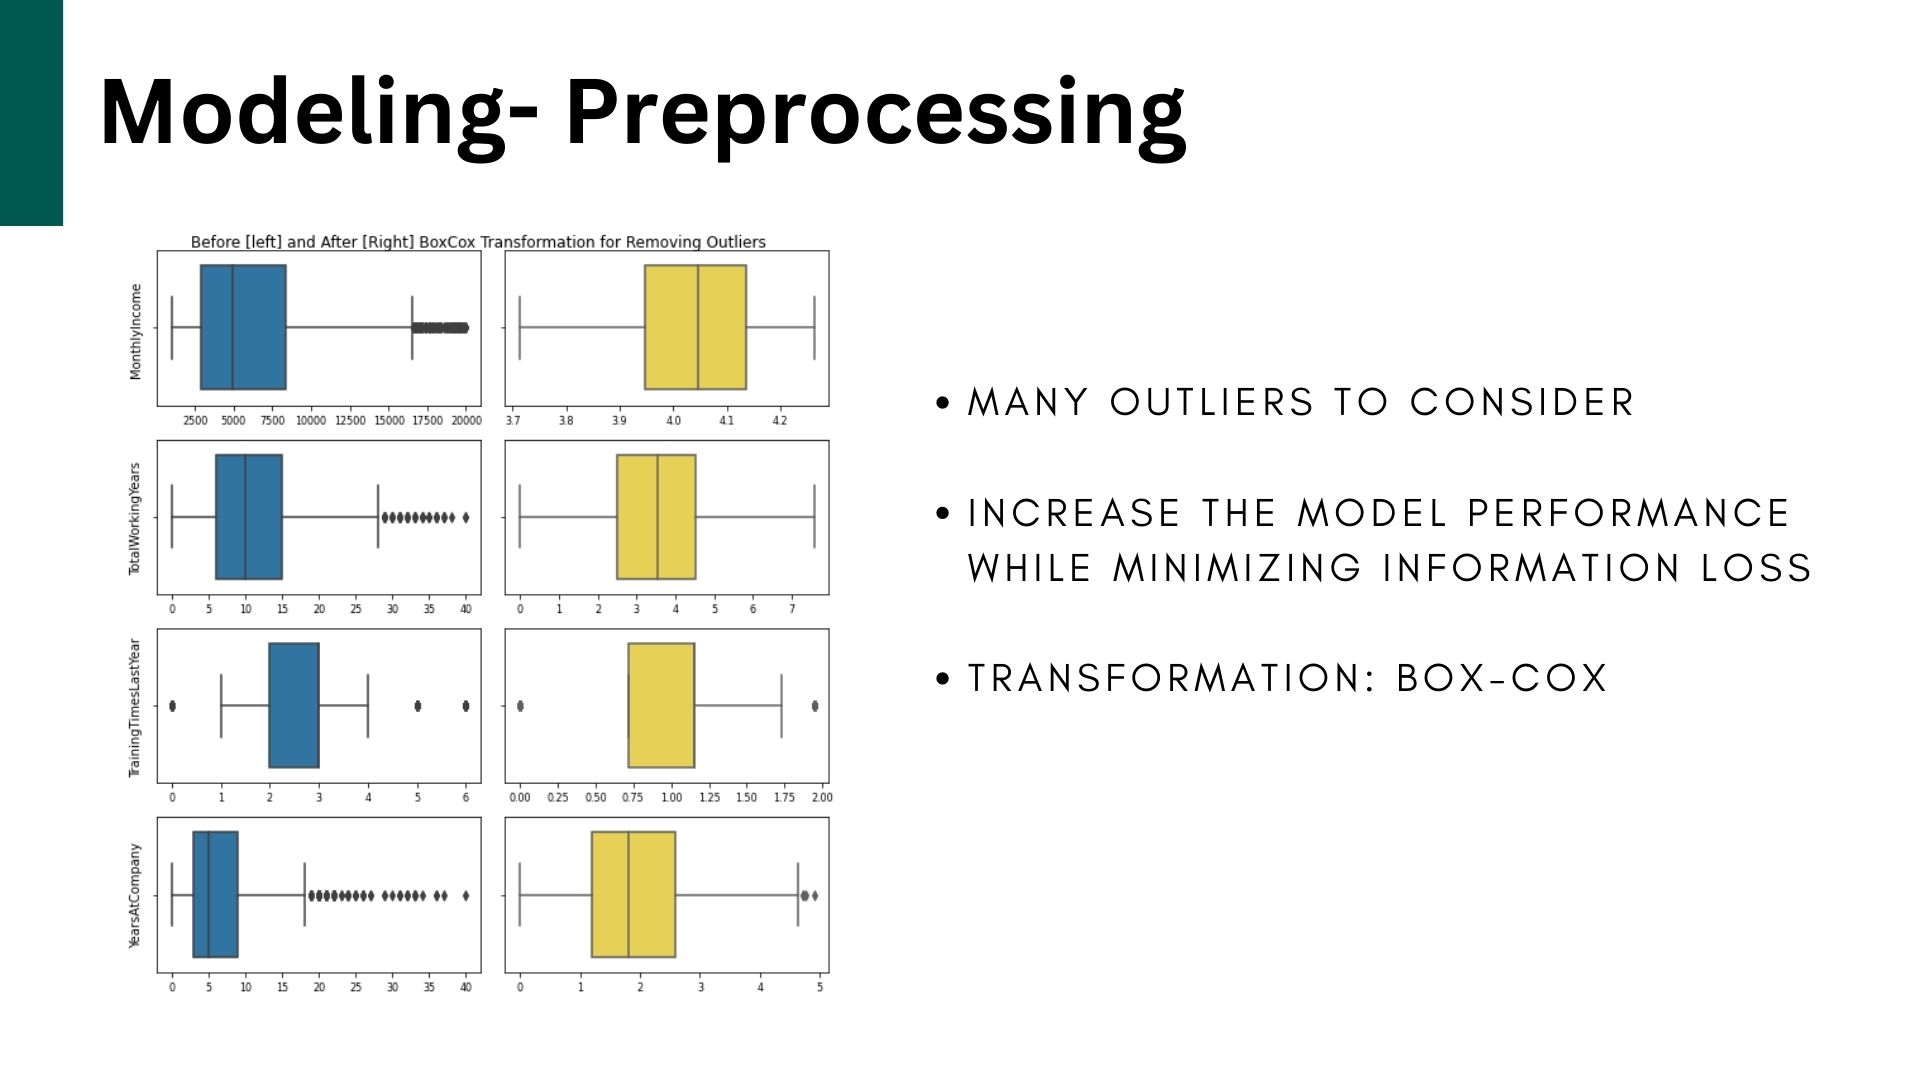 Modeling- Preprocessing
Before [left] and After [Right] BoxCox Transformation for Removing Outliers
MonthlyIncome
2500 5000 7500 10000 12500 15000 17500 20000
3.7 3.8 3.9 4.0 4.1 4.2
TotalWorkingYears
0 5 10 15 20 25 30 35 40
0 1 2 3 4 5 6 7
TrainingTimesLastYear
0 1 2 3 4 5 6
0.00 0.25 0.50 0.75 1.00 1.25 1.50 1.75 2.00
YearsAtCompany
0 5 10 15 20 25 30 35 40
0 1 2 3 4 5
• MANY OUTLIERS TO CONSIDER
• INCREASE THE MODEL PERFORMANCE
WHILE MINIMIZING INFORMATION LOSS
• TRANSFORMATION: BOX-COX